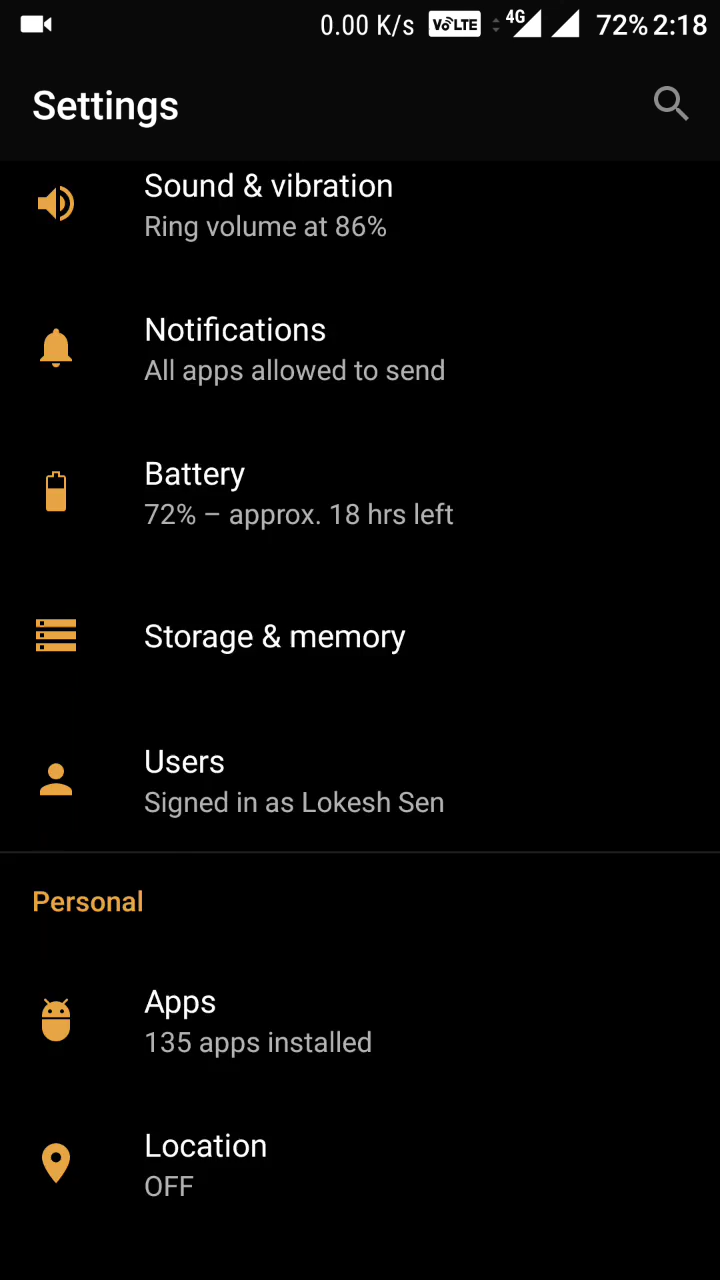 0.00 K/s VoLTE 4G 72% 2:18
Settings
Sound & vibration
Ring volume at 86%
Notifications
All apps allowed to send
Battery
72% – approx. 18 hrs left
Storage & memory
Users
Signed in as Lokesh Sen
Personal
Apps
135 apps installed
Location
OFF